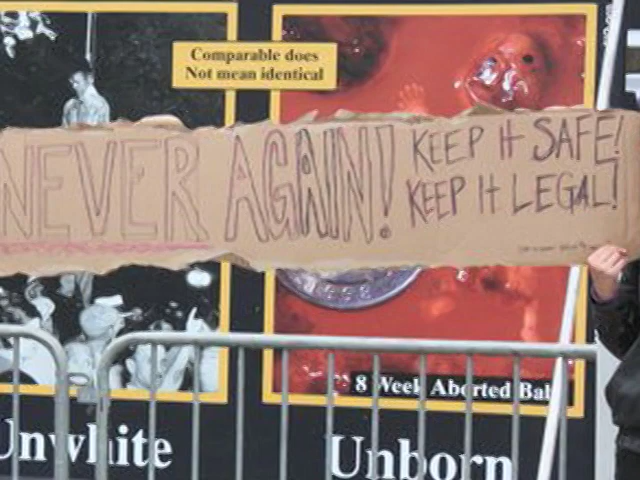 Comparable does
Not mean identical
NEVER AGAIN!
KEEP It SAFE!
KEEP It LEGAL!
8 Week Aborted
Unwhite
Unborn